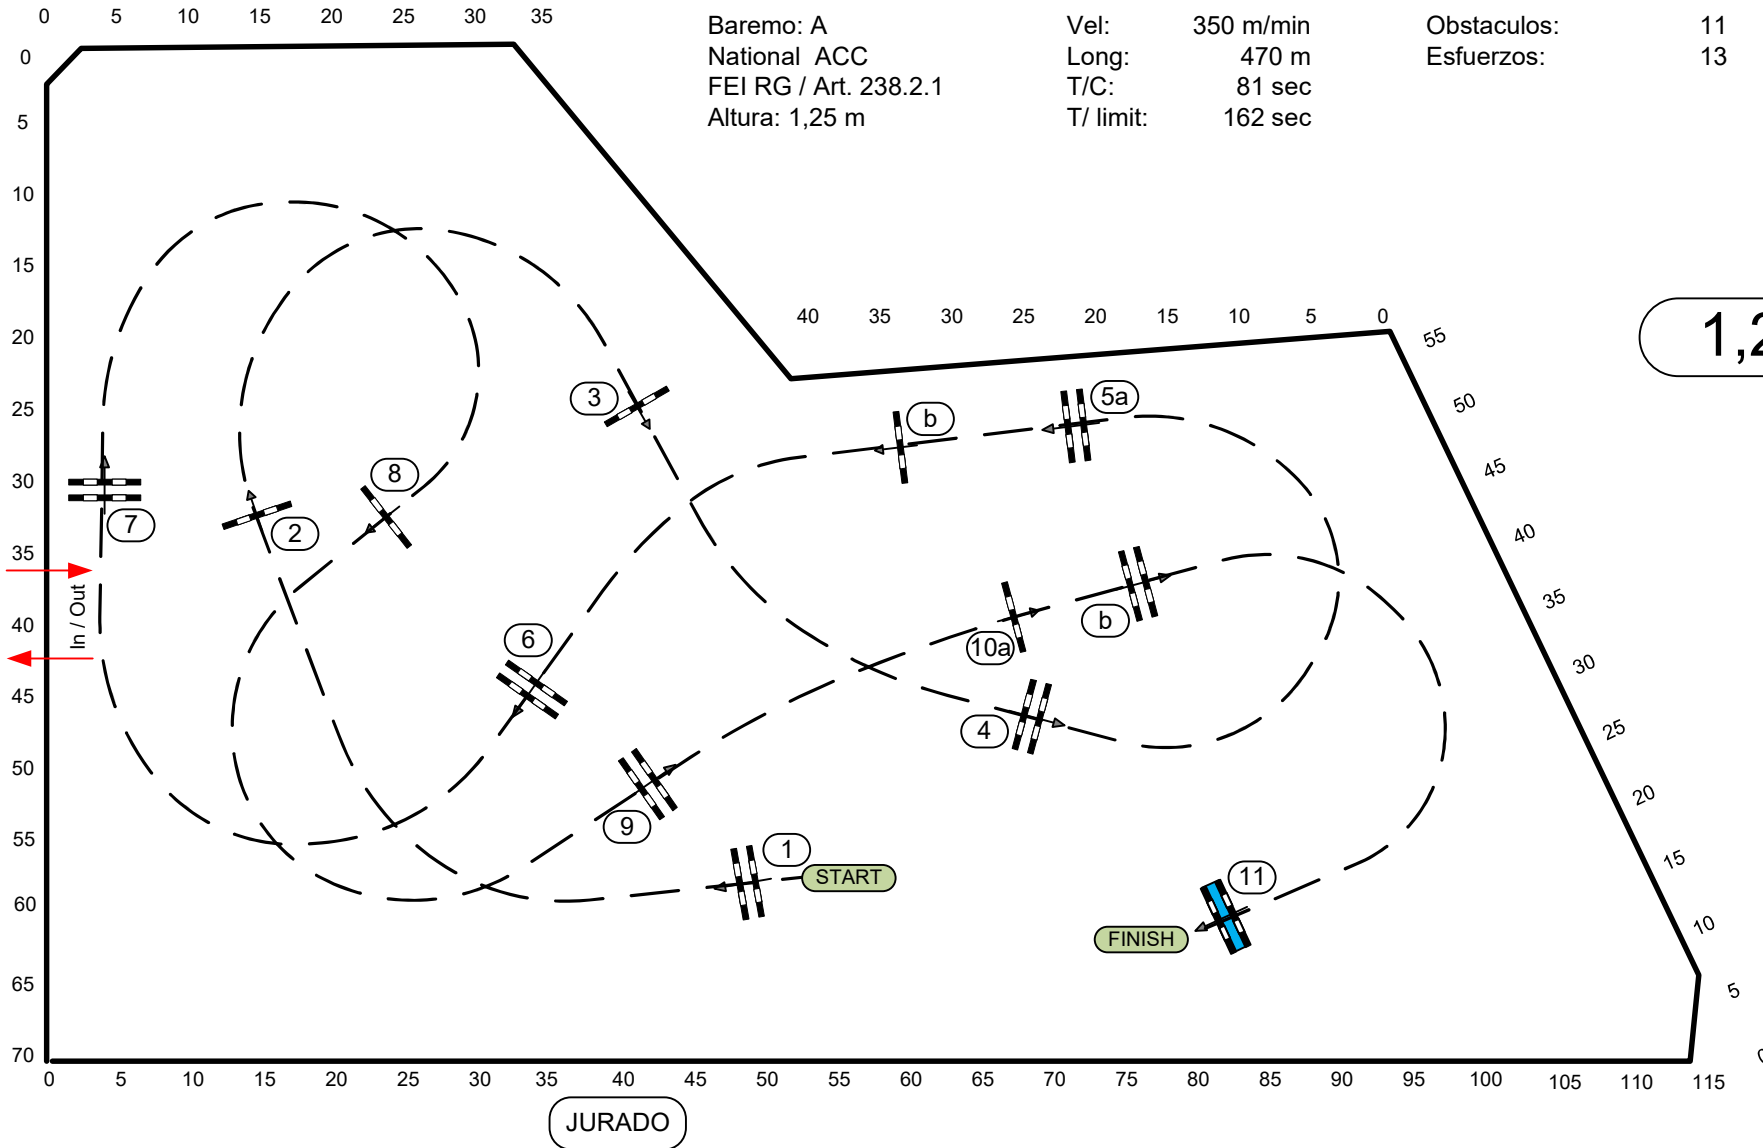 0 5 10 15 20 25 30 35
Baremo: A Vel: 350 m/min Obstaculos: 11
National ACC Long: 470 m Esfuerzos: 13
FEI RG / Art. 238.2.1 T/C: 81 sec
Altura: 1,25 m T/ limit: 162 sec
0
5
10
15
20
25
30
35
40
45
50
55
60
65
70
40 35 30 25 20 15 10 5 0
55
50
45
40
35
30
25
20
15
10
5
1,2
3
b
5a
8
7
2
In / Out
6
10a
b
4
9
1
START
11
FINISH
0 5 10 15 20 25 30 35 40 45 50 55 60 65 70 75 80 85 90 95 100 105 110 115
JURADO